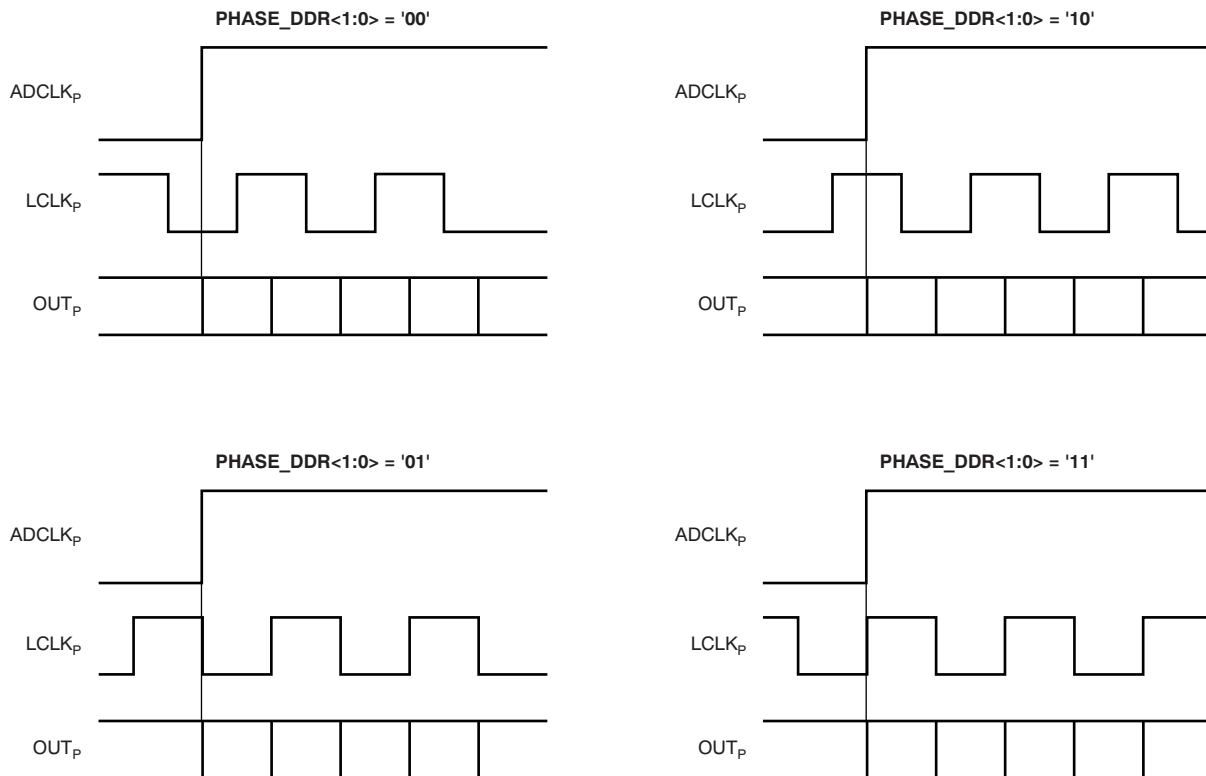 PHASE_DDR<1:0> = '00'
ADCLKP
LCLKP
OUTP
PHASE_DDR<1:0> = '10'
ADCLKP
LCLKP
OUTP
PHASE_DDR<1:0> = '01'
ADCLKP
LCLKP
OUTP
PHASE_DDR<1:0> = '11'
ADCLKP
LCLKP
OUTP